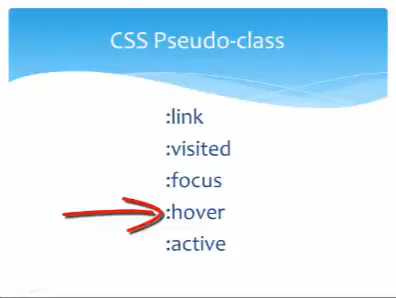 CSS Pseudo-class
:link
:visited
:focus
:hover
:active